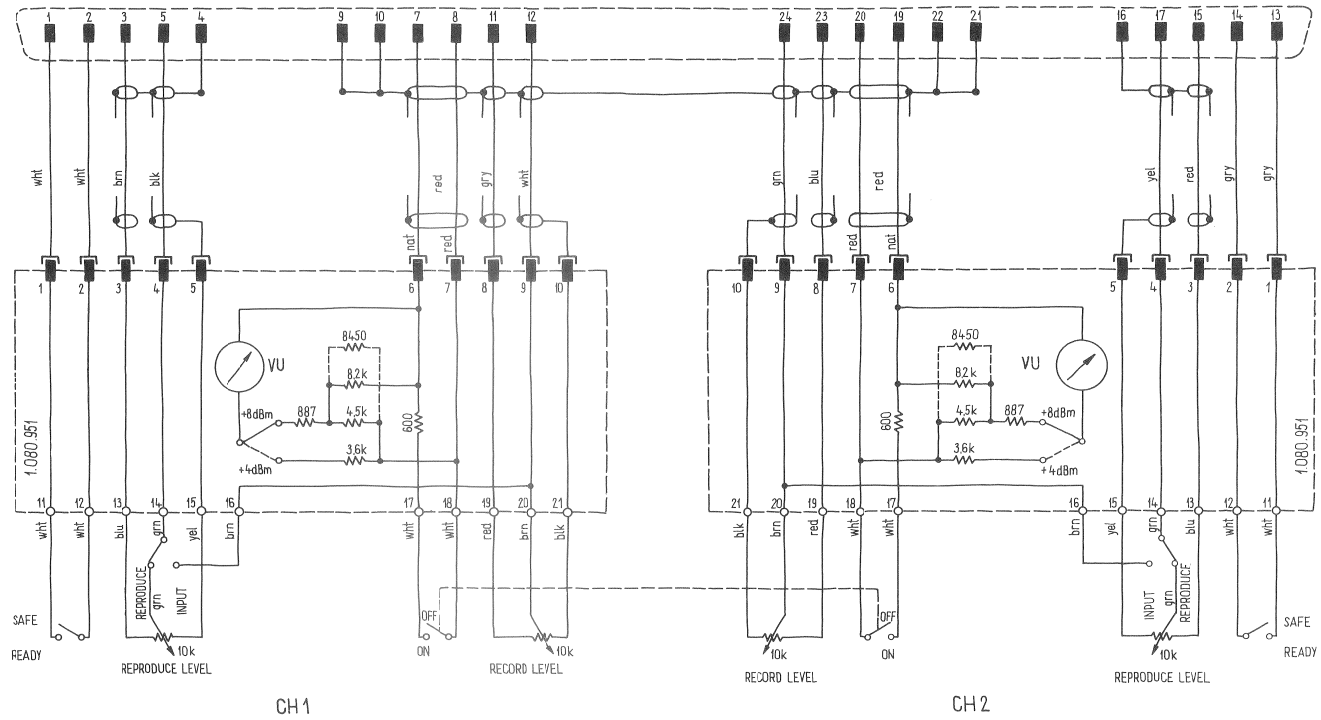 1 2 3 5 4 9 10 7 8 11 12 24 23 20 19 22 21 16 17 15 14 13
wht wht brn blk red gry wht grn blu red yel red gry gry
nat red red nat
1 2 3 4 5 6 7 8 9 10 10 9 8 7 6 5 4 3 2 1
8450 8450
VU 8,2k 8,2k VU
+8dBm 887 4,5k 600 600 4,5k 887 +8dBm
3,6k 3,6k
+4dBm +4dBm
1.080.951 1.080.951
11 12 13 14 15 16 17 18 19 20 21 21 20 19 18 17 16 15 14 13 12 11
wht wht blu grn yel brn wht wht red brn blk blk brn red wht wht brn yel grn blu wht wht
REPRODUCE grn INPUT INPUT grn REPRODUCE
SAFE OFF OFF SAFE
READY 10k ON 10k 10k ON 10k READY
REPRODUCE LEVEL RECORD LEVEL RECORD LEVEL REPRODUCE LEVEL
CH1 CH2